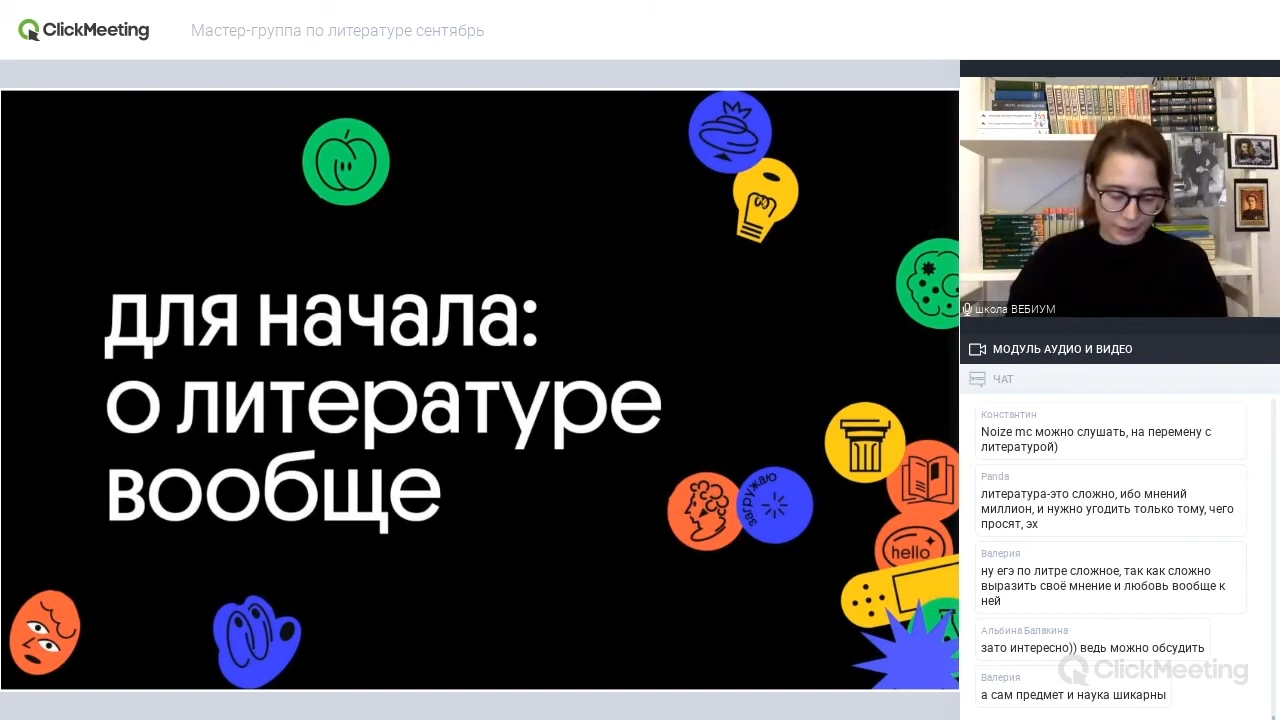 ClickMeeting
Мастер-группа по литературе сентябрь
для начала:
о литературе
вообще
загружаю
hello
школа ВЕБИУМ
МОДУЛЬ АУДИО И ВИДЕО
ЧАТ
Константин
Noize mc можно слушать, на перемену с
литературой)
Panda
литература-это сложно, ибо мнений
миллион, и нужно угодить только тому, чего
просят, эх
Валерия
ну егэ по литре сложное, так как сложно
выразить своё мнение и любовь вообще к
ней
Альбина Балакина
зато интересно)) ведь можно обсудить
ClickMeeting
Валерия
а сам предмет и наука шикарны